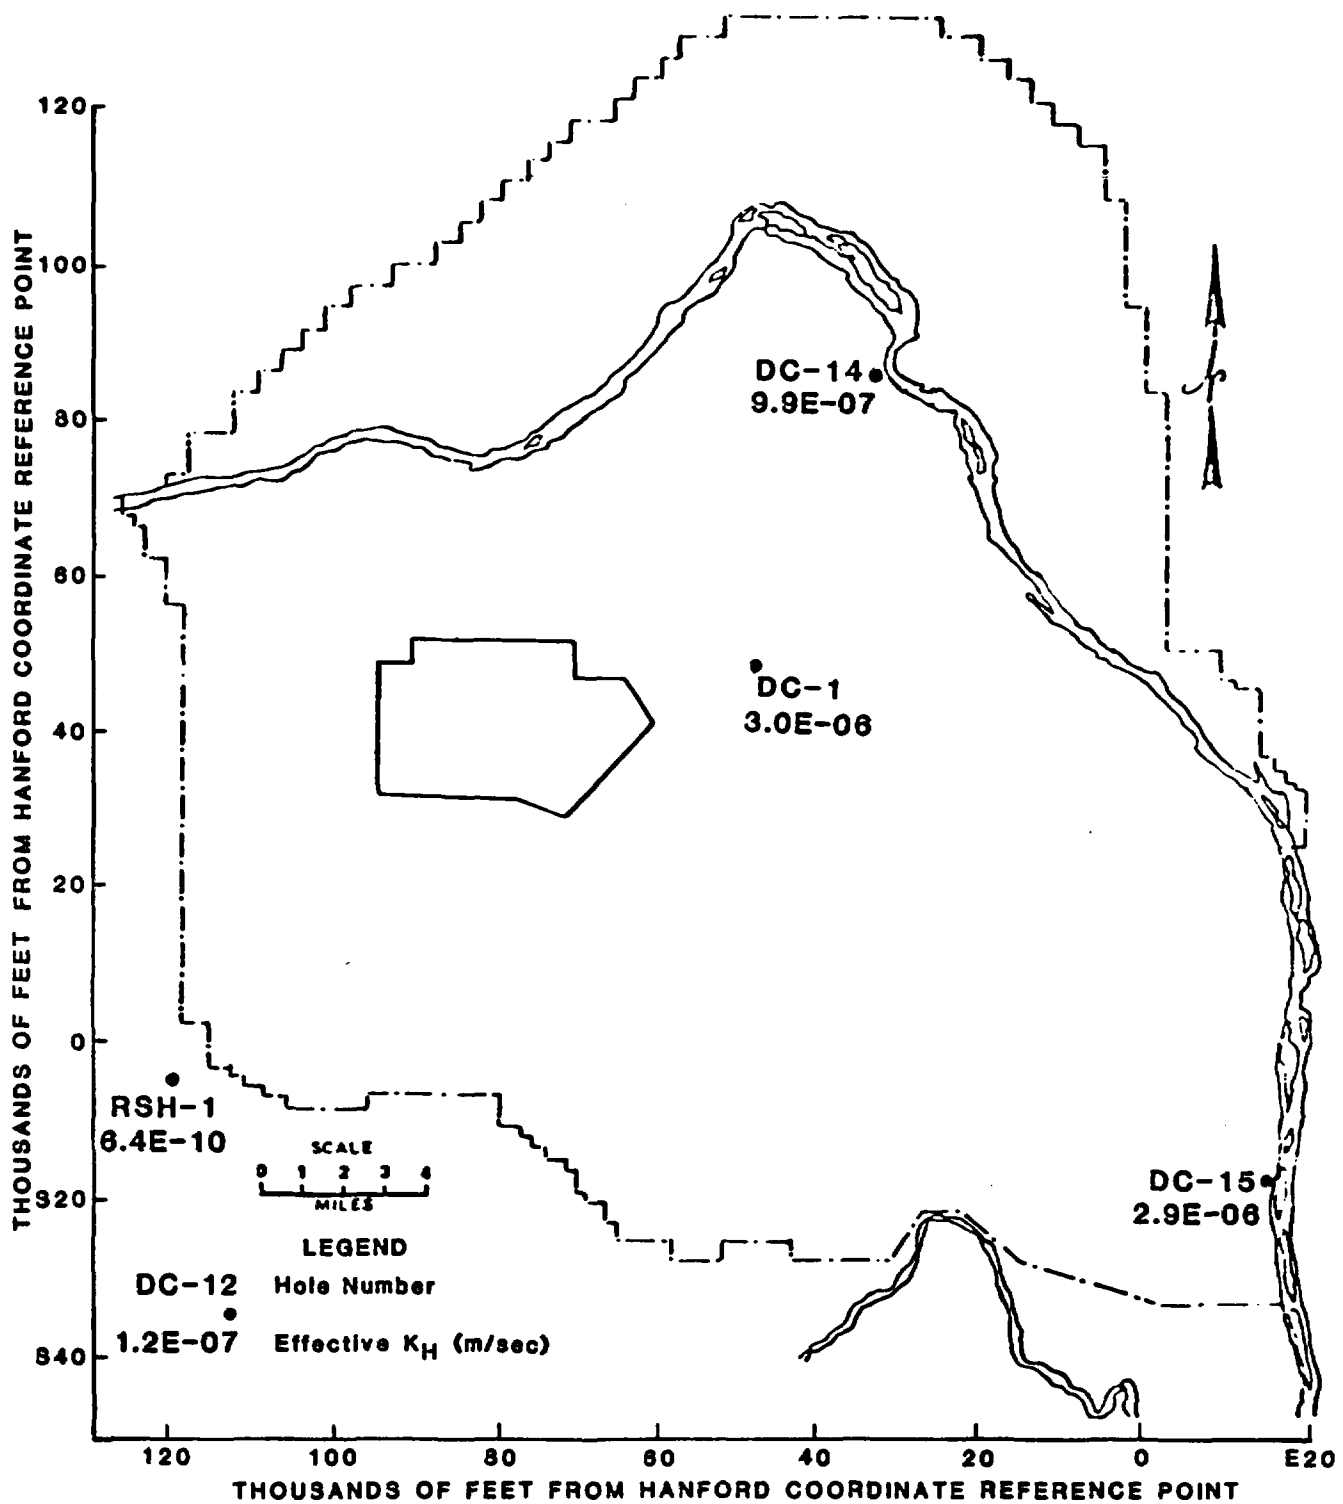 THOUSANDS OF FEET FROM HANFORD COORDINATE REFERENCE POINT
120
100
80
60
40
20
0
S20
S40
DC-14
9.9E-07
DC-1
3.0E-06
RSH-1
6.4E-10
DC-15
2.9E-06
SCALE
0 1 2 3 4
MILES
LEGEND
DC-12 Hole Number
1.2E-07 Effective KH (m/sec)
120 100 80 60 40 20 0 E20
THOUSANDS OF FEET FROM HANFORD COORDINATE REFERENCE POINT